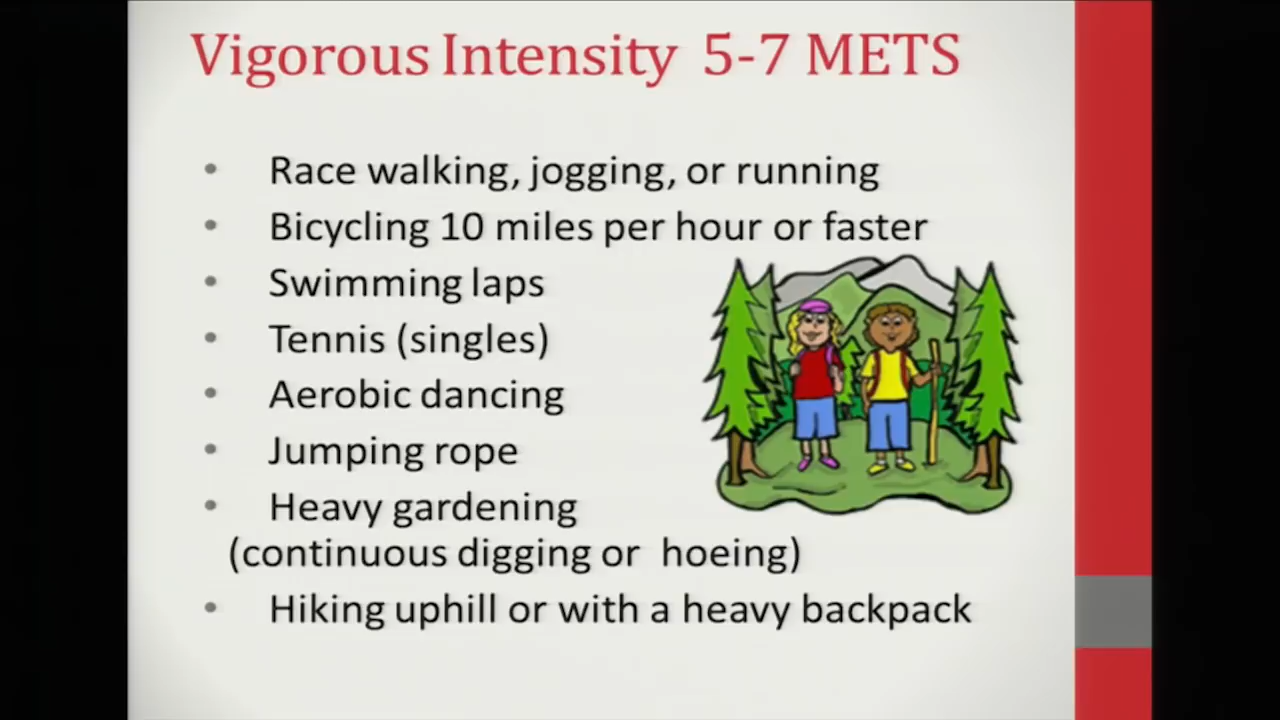 Vigorous Intensity 5-7 METS
• Race walking, jogging, or running
• Bicycling 10 miles per hour or faster
• Swimming laps
• Tennis (singles)
• Aerobic dancing
• Jumping rope
• Heavy gardening
(continuous digging or hoeing)
• Hiking uphill or with a heavy backpack